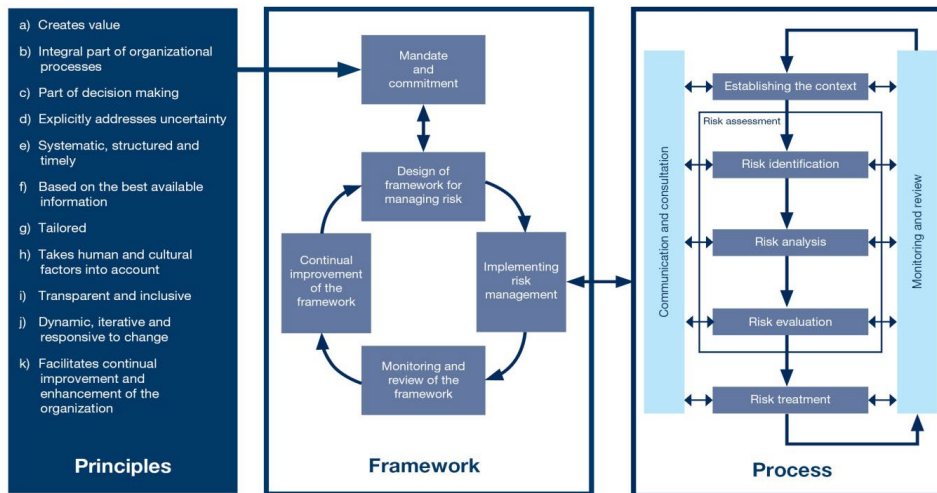 a) Creates value
b) Integral part of organizational
processes
c) Part of decision making
d) Explicitly addresses uncertainty
e) Systematic, structured and
timely
f) Based on the best available
information
g) Tailored
h) Takes human and cultural
factors into account
i) Transparent and inclusive
j) Dynamic, iterative and
responsive to change
k) Facilitates continual
improvement and
enhancement of the
organization
Principles
Mandate
and
commitment
Design of
framework for
managing risk
Continual
improvement
of the
framework
Implementing
risk
management
Monitoring and
review of the
framework
Framework
Communication and consultation
Establishing the context
Risk assessment
Risk identification
Risk analysis
Risk evaluation
Risk treatment
Monitoring and review
Process